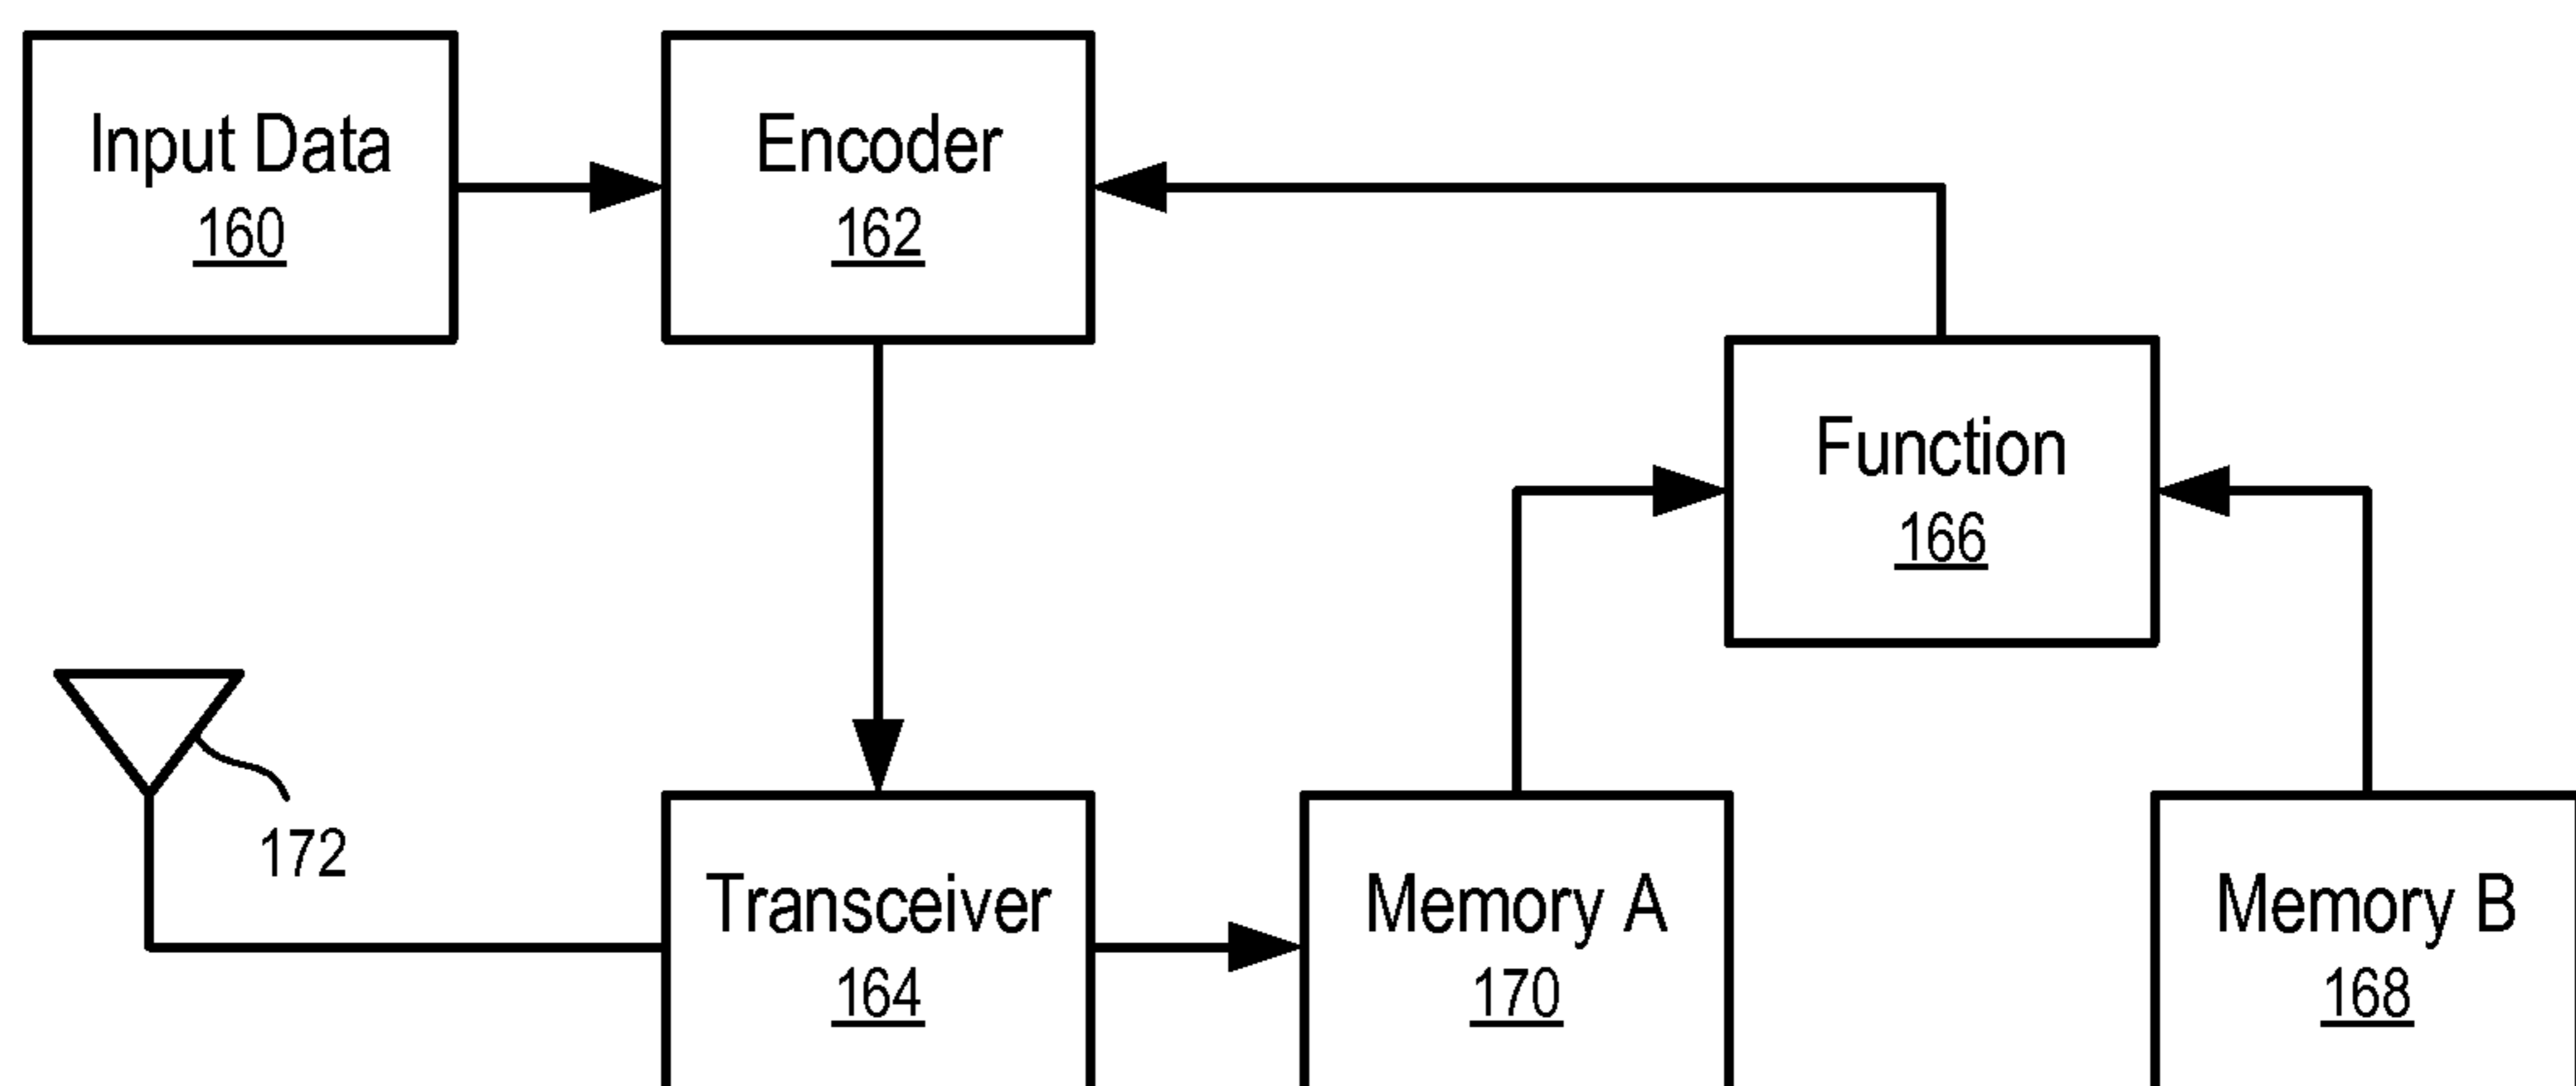 Input Data
160
Encoder
162
Function
166
172
Transceiver
164
Memory A
170
Memory B
168